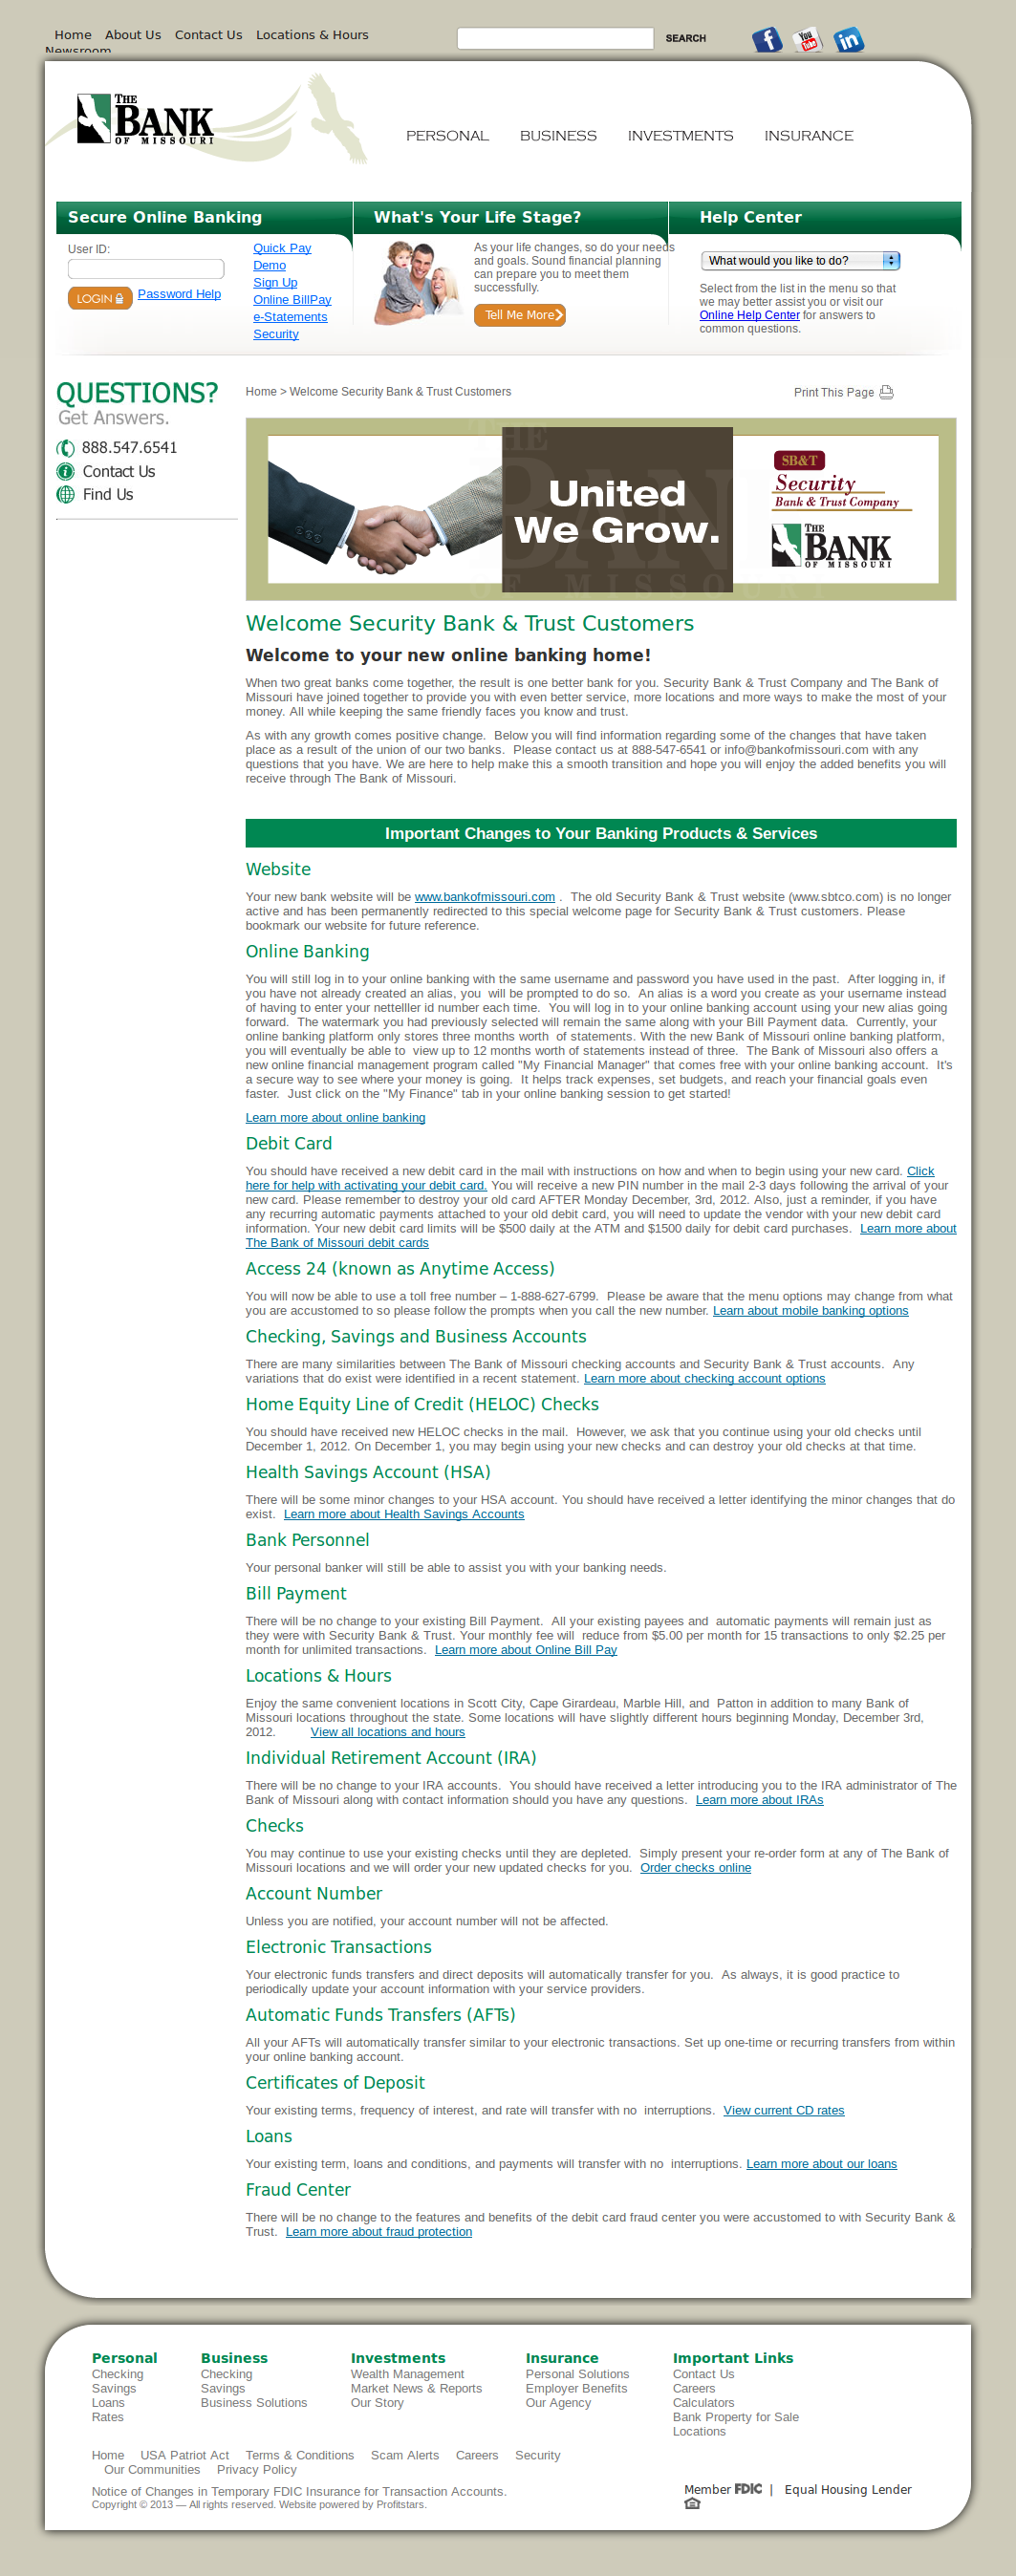 Home About Us Contact Us Locations & Hours
Newsroom
SEARCH
You Tube
in
THE BANK OF MISSOURI
PERSONAL BUSINESS INVESTMENTS INSURANCE
Secure Online Banking
User ID:
LOGIN
Password Help
Quick Pay
Demo
Sign Up
Online BillPay
e-Statements
Security
What's Your Life Stage?
As your life changes, so do your needs
and goals. Sound financial planning
can prepare you to meet them
successfully.
Tell Me More
Help Center
What would you like to do?
Select from the list in the menu so that
we may better assist you or visit our
Online Help Center for answers to
common questions.
QUESTIONS?
Get Answers.
888.547.6541
Contact Us
Find Us
Home > Welcome Security Bank & Trust Customers
Print This Page
THE BANK OF MISSOURI
United
We Grow.
SB&T
Security
Bank & Trust Company
THE BANK OF MISSOURI
Welcome Security Bank & Trust Customers
Welcome to your new online banking home!
When two great banks come together, the result is one better bank for you. Security Bank & Trust Company and The Bank of
Missouri have joined together to provide you with even better service, more locations and more ways to make the most of your
money. All while keeping the same friendly faces you know and trust.
As with any growth comes positive change.  Below you will find information regarding some of the changes that have taken
place as a result of the union of our two banks.  Please contact us at 888-547-6541 or info@bankofmissouri.com with any
questions that you have. We are here to help make this a smooth transition and hope you will enjoy the added benefits you will
receive through The Bank of Missouri.
Important Changes to Your Banking Products & Services
Website
Your new bank website will be www.bankofmissouri.com .  The old Security Bank & Trust website (www.sbtco.com) is no longer
active and has been permanently redirected to this special welcome page for Security Bank & Trust customers. Please
bookmark our website for future reference.
Online Banking
You will still log in to your online banking with the same username and password you have used in the past.  After logging in, if
you have not already created an alias, you  will be prompted to do so.  An alias is a word you create as your username instead
of having to enter your nettelller id number each time.  You will log in to your online banking account using your new alias going
forward.  The watermark you had previously selected will remain the same along with your Bill Payment data.  Currently, your
online banking platform only stores three months worth  of statements. With the new Bank of Missouri online banking platform,
you will eventually be able to  view up to 12 months worth of statements instead of three.  The Bank of Missouri also offers a
new online financial management program called "My Financial Manager" that comes free with your online banking account.  It's
a secure way to see where your money is going.  It helps track expenses, set budgets, and reach your financial goals even
faster.  Just click on the "My Finance" tab in your online banking session to get started!
Learn more about online banking
Debit Card
You should have received a new debit card in the mail with instructions on how and when to begin using your new card. Click
here for help with activating your debit card. You will receive a new PIN number in the mail 2-3 days following the arrival of your
new card. Please remember to destroy your old card AFTER Monday December, 3rd, 2012. Also, just a reminder, if you have
any recurring automatic payments attached to your old debit card, you will need to update the vendor with your new debit card
information. Your new debit card limits will be $500 daily at the ATM and $1500 daily for debit card purchases.  Learn more about
The Bank of Missouri debit cards
Access 24 (known as Anytime Access)
You will now be able to use a toll free number – 1-888-627-6799.  Please be aware that the menu options may change from what
you are accustomed to so please follow the prompts when you call the new number. Learn about mobile banking options
Checking, Savings and Business Accounts
There are many similarities between The Bank of Missouri checking accounts and Security Bank & Trust accounts.  Any
variations that do exist were identified in a recent statement. Learn more about checking account options
Home Equity Line of Credit (HELOC) Checks
You should have received new HELOC checks in the mail.  However, we ask that you continue using your old checks until
December 1, 2012. On December 1, you may begin using your new checks and can destroy your old checks at that time.
Health Savings Account (HSA)
There will be some minor changes to your HSA account. You should have received a letter identifying the minor changes that do
exist.  Learn more about Health Savings Accounts
Bank Personnel
Your personal banker will still be able to assist you with your banking needs.
Bill Payment
There will be no change to your existing Bill Payment.  All your existing payees and  automatic payments will remain just as
they were with Security Bank & Trust. Your monthly fee will  reduce from $5.00 per month for 15 transactions to only $2.25 per
month for unlimited transactions.  Learn more about Online Bill Pay
Locations & Hours
Enjoy the same convenient locations in Scott City, Cape Girardeau, Marble Hill, and  Patton in addition to many Bank of
Missouri locations throughout the state. Some locations will have slightly different hours beginning Monday, December 3rd,
2012. View all locations and hours
Individual Retirement Account (IRA)
There will be no change to your IRA accounts.  You should have received a letter introducing you to the IRA administrator of The
Bank of Missouri along with contact information should you have any questions.  Learn more about IRAs
Checks
You may continue to use your existing checks until they are depleted.  Simply present your re-order form at any of The Bank of
Missouri locations and we will order your new updated checks for you.  Order checks online
Account Number
Unless you are notified, your account number will not be affected.
Electronic Transactions
Your electronic funds transfers and direct deposits will automatically transfer for you.  As always, it is good practice to
periodically update your account information with your service providers.
Automatic Funds Transfers (AFTs)
All your AFTs will automatically transfer similar to your electronic transactions. Set up one-time or recurring transfers from within
your online banking account.
Certificates of Deposit
Your existing terms, frequency of interest, and rate will transfer with no  interruptions.  View current CD rates
Loans
Your existing term, loans and conditions, and payments will transfer with no  interruptions. Learn more about our loans
Fraud Center
There will be no change to the features and benefits of the debit card fraud center you were accustomed to with Security Bank &
Trust.  Learn more about fraud protection
Personal
Checking
Savings
Loans
Rates
Business
Checking
Savings
Business Solutions
Investments
Wealth Management
Market News & Reports
Our Story
Insurance
Personal Solutions
Employer Benefits
Our Agency
Important Links
Contact Us
Careers
Calculators
Bank Property for Sale
Locations
Home USA Patriot Act Terms & Conditions Scam Alerts Careers Security
Our Communities Privacy Policy
Notice of Changes in Temporary FDIC Insurance for Transaction Accounts.
Copyright © 2013 — All rights reserved. Website powered by Profitstars.
Member FDIC | Equal Housing Lender